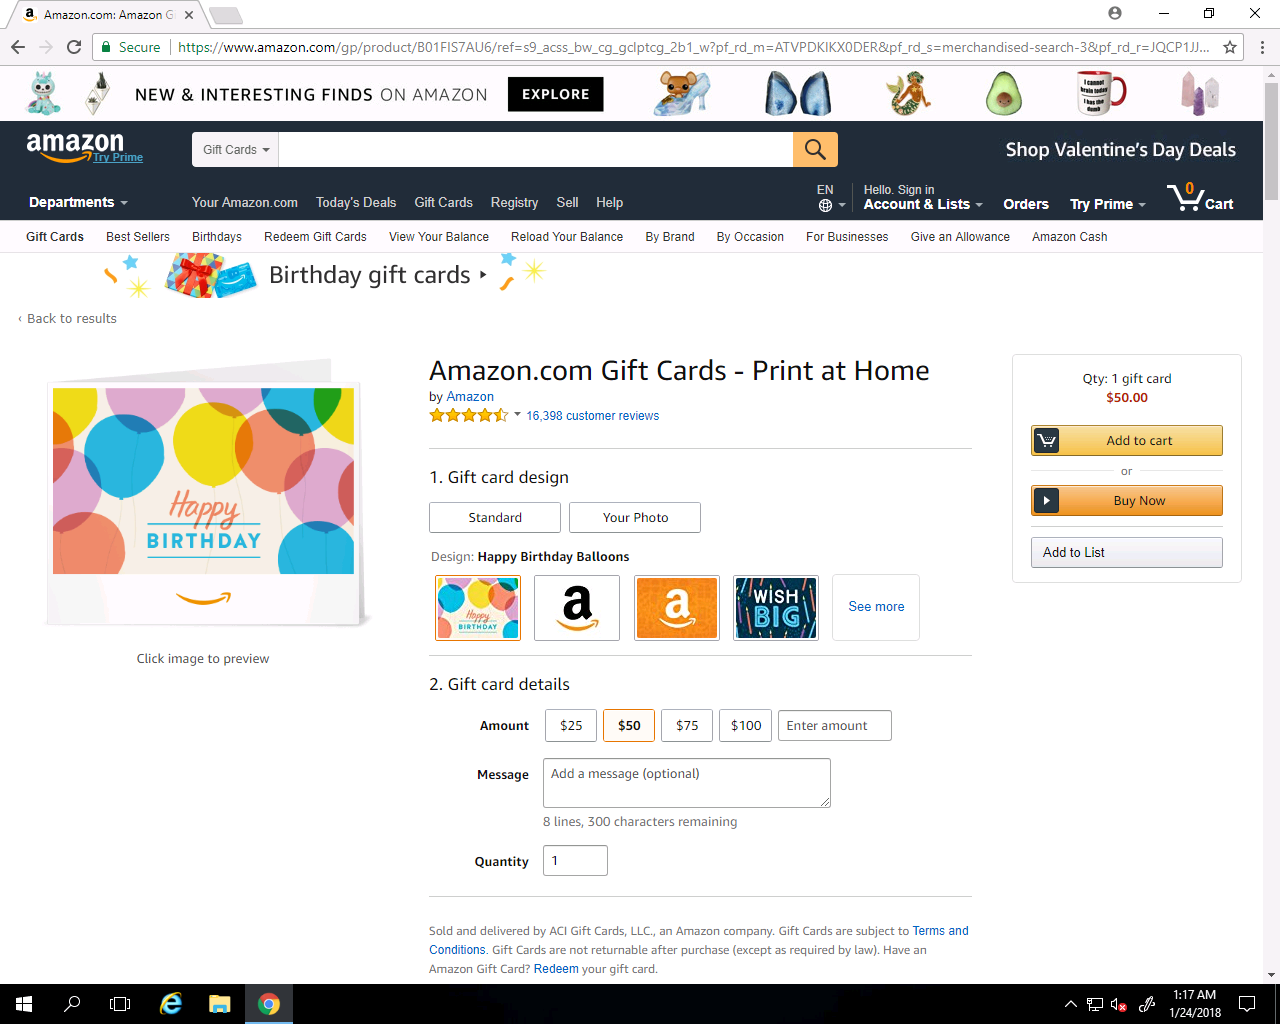 Amazon.com: Amazon G
Secure
https://www.amazon.com/gp/product/B01FIS7AU6/ref=s9_acss_bw_cg_gclptcg_2b1_w?pf_rd_m=ATVPDKIKX0DER&pf_rd_s=merchandised-search-3&pf_rd_r=JQCP1JJ...
NEW & INTERESTING FINDS ON AMAZON
EXPLORE
I cannot brain today
I has the dumb
amazon
Try Prime
Gift Cards
Shop Valentine's Day Deals
Departments
Your Amazon.com
Today's Deals
Gift Cards
Registry
Sell
Help
EN
Hello. Sign in
Account & Lists
Orders
Try Prime
0
Cart
Gift Cards
Best Sellers
Birthdays
Redeem Gift Cards
View Your Balance
Reload Your Balance
By Brand
By Occasion
For Businesses
Give an Allowance
Amazon Cash
Birthday gift cards
‹ Back to results
Happy
BIRTHDAY
Click image to preview
Amazon.com Gift Cards - Print at Home
by Amazon
16,398 customer reviews
1. Gift card design
Standard
Your Photo
Design: Happy Birthday Balloons
Happy
BIRTHDAY
a
a
WISH
BIG
See more
2. Gift card details
Amount
$25
$50
$75
$100
Enter amount
Message
Add a message (optional)
8 lines, 300 characters remaining
Quantity
1
Sold and delivered by ACI Gift Cards, LLC., an Amazon company. Gift Cards are subject to Terms and
Conditions. Gift Cards are not returnable after purchase (except as required by law). Have an
Amazon Gift Card? Redeem your gift card.
Qty: 1 gift card
$50.00
Add to cart
or
Buy Now
Add to List
1:17 AM
1/24/2018